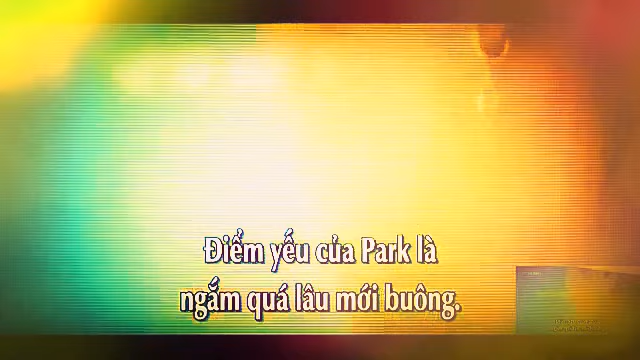 Điểm yếu của Park là
ngắm quá lâu mới buông.